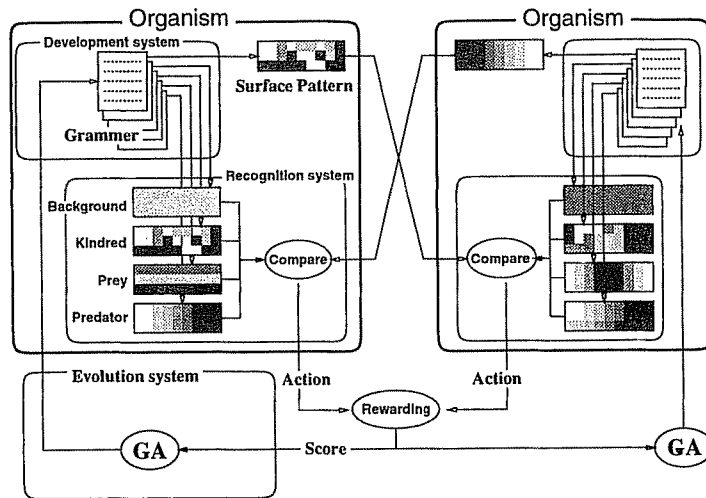 Organism
Organism
Development system
Surface Pattern
Grammer
Recognition system
Background
Kindred
Prey
Predator
Compare
Compare
Action
Action
Evolution system
Rewarding
GA
Score
GA